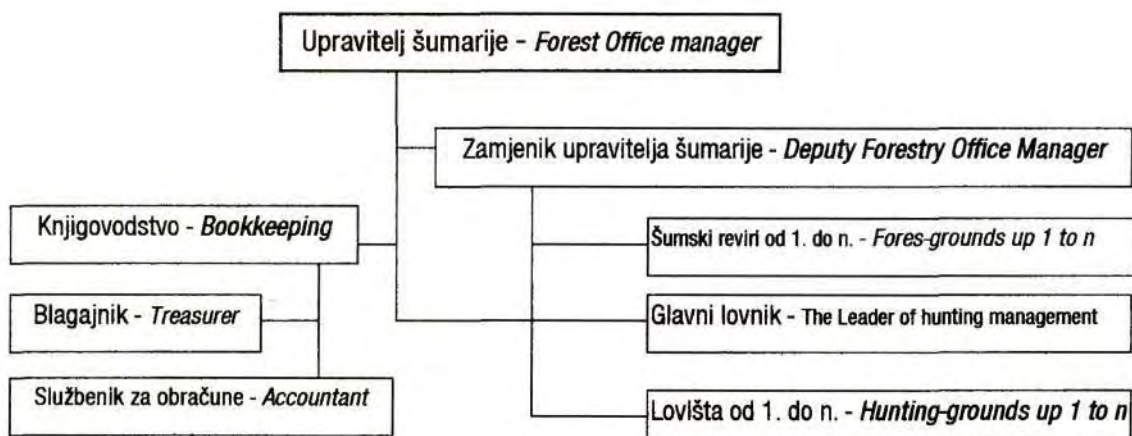 Upravitelj šumarije - Forest Office manager
Zamjenik upravitelja šumarije - Deputy Forestry Office Manager
Knjigovodstvo - Bookkeeping
Šumski reviri od 1. do n. - Fores-grounds up 1 to n
Blagajnik - Treasurer
Glavni lovnik - The Leader of hunting management
Službenik za obračune - Accountant
Lovišta od 1. do n. - Hunting-grounds up 1 to n